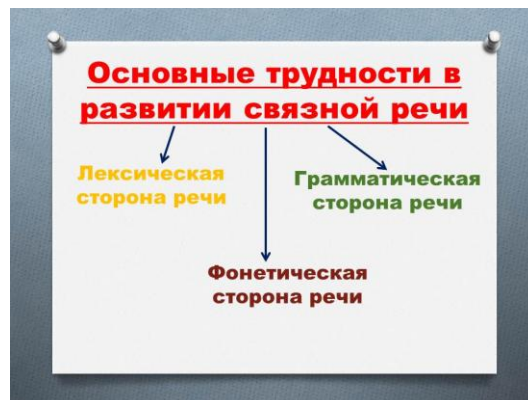 Основные трудности в
развитии связной речи
Лексическая
сторона речи
Грамматическая
сторона речи
Фонетическая
сторона речи